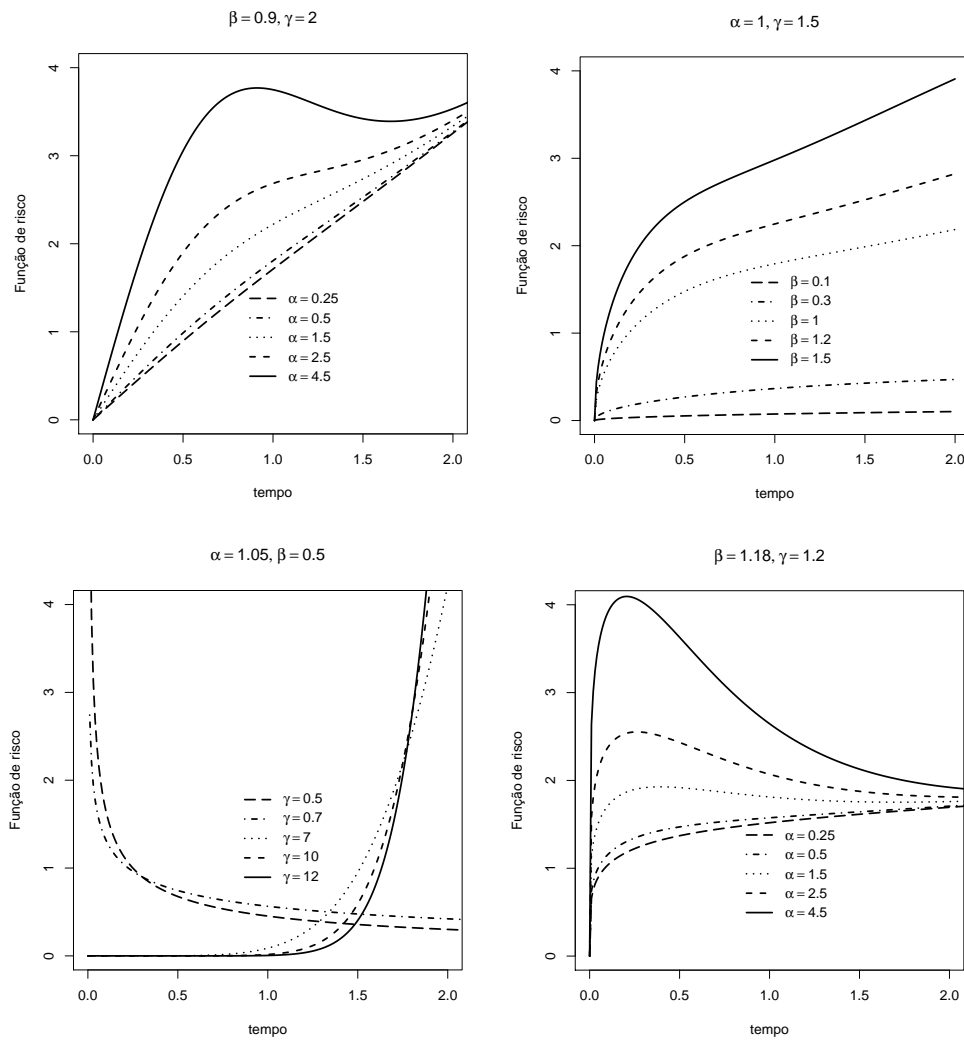 β = 0.9, γ = 2
Função de risco
4
3
2
1
0
α = 0.25
α = 0.5
α = 1.5
α = 2.5
α = 4.5
0.0 0.5 1.0 1.5 2.0
tempo
α = 1, γ = 1.5
Função de risco
4
3
2
1
0
β = 0.1
β = 0.3
β = 1
β = 1.2
β = 1.5
0.0 0.5 1.0 1.5 2.0
tempo
α = 1.05, β = 0.5
Função de risco
4
3
2
1
0
γ = 0.5
γ = 0.7
γ = 7
γ = 10
γ = 12
0.0 0.5 1.0 1.5 2.0
tempo
β = 1.18, γ = 1.2
Função de risco
4
3
2
1
0
α = 0.25
α = 0.5
α = 1.5
α = 2.5
α = 4.5
0.0 0.5 1.0 1.5 2.0
tempo